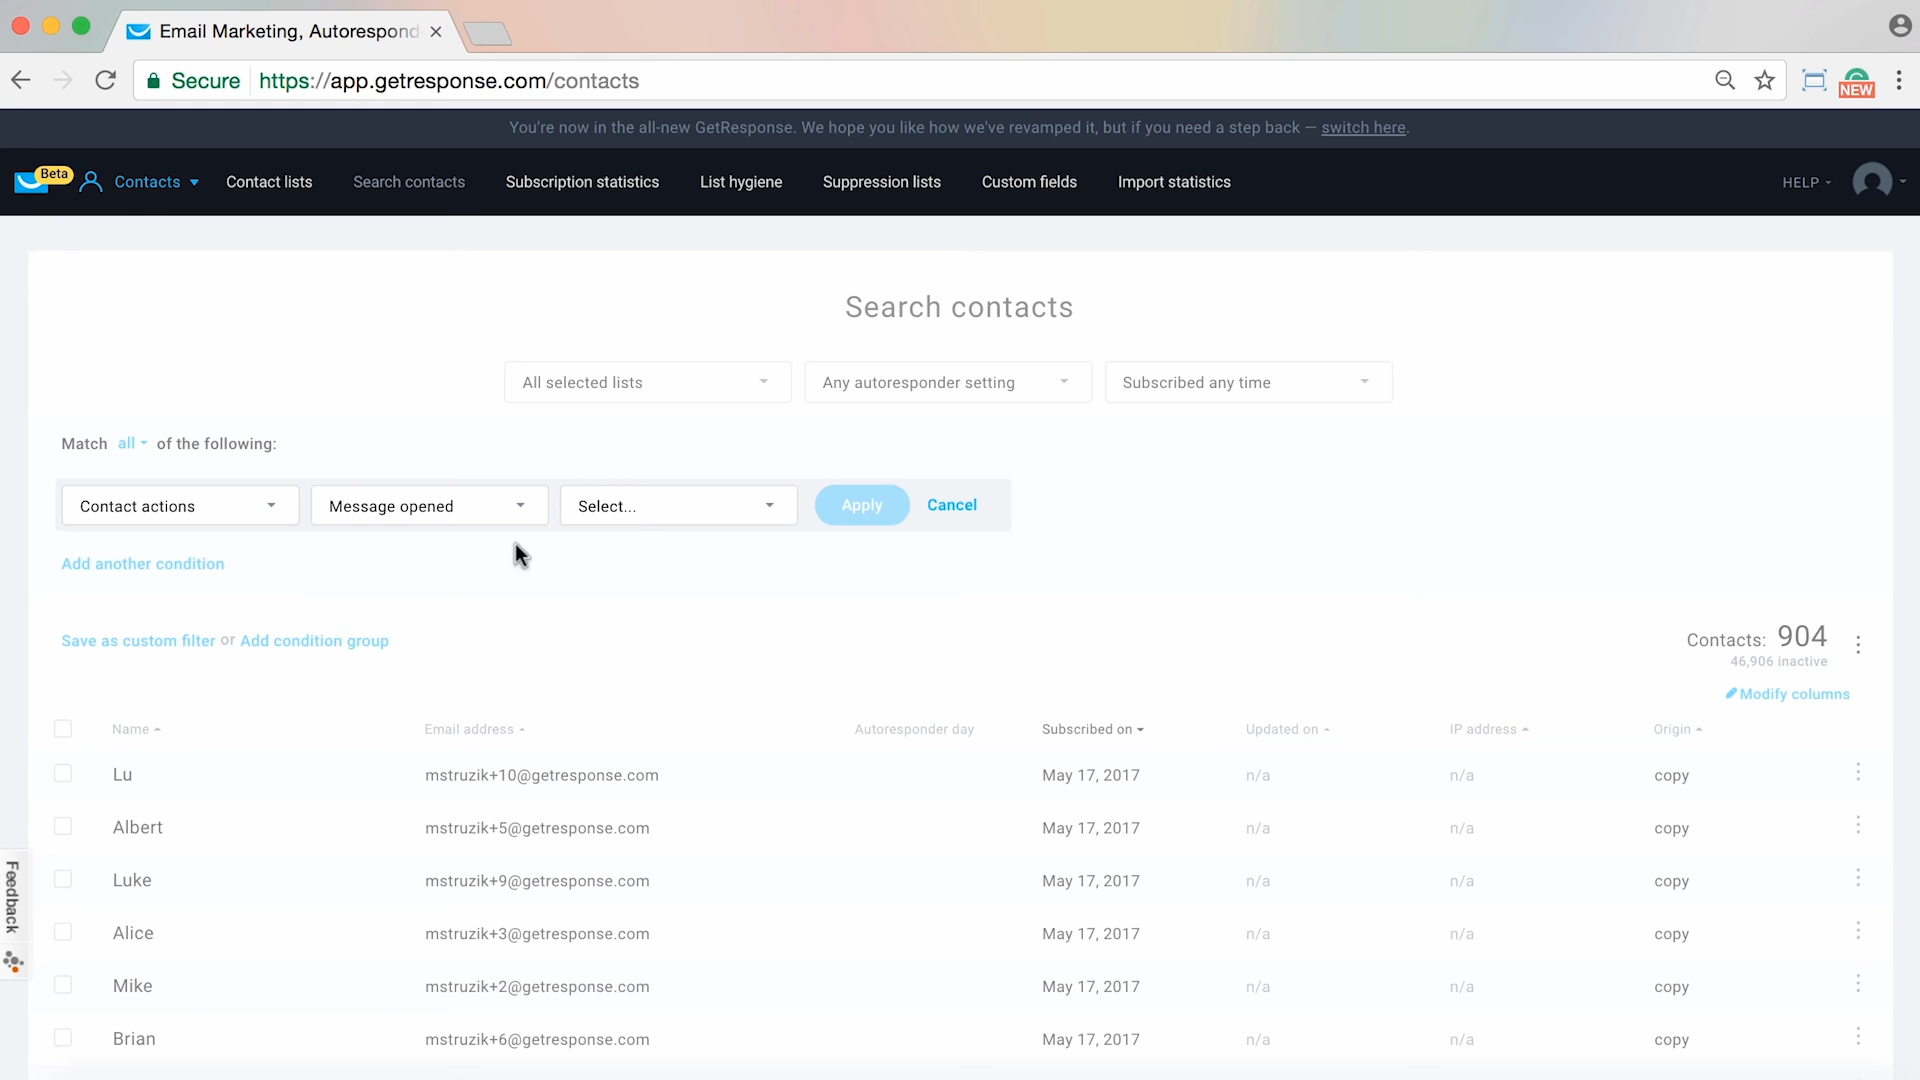 Email Marketing, Autorespond
Secure https://app.getresponse.com/contacts
NEW
You're now in the all-new GetResponse. We hope you like how we've revamped it, but if you need a step back — switch here.
Beta Contacts Contact lists Search contacts Subscription statistics List hygiene Suppression lists Custom fields Import statistics HELP
Search contacts
All selected lists Any autoresponder setting Subscribed any time
Match all of the following:
Contact actions Message opened Select... Apply Cancel
Add another condition
Save as custom filter or Add condition group
Contacts: 904
46,906 inactive
Modify columns
Name Email address Autoresponder day Subscribed on Updated on IP address Origin
Lu mstruzik+10@getresponse.com May 17, 2017 n/a n/a copy
Albert mstruzik+5@getresponse.com May 17, 2017 n/a n/a copy
Luke mstruzik+9@getresponse.com May 17, 2017 n/a n/a copy
Alice mstruzik+3@getresponse.com May 17, 2017 n/a n/a copy
Mike mstruzik+2@getresponse.com May 17, 2017 n/a n/a copy
Brian mstruzik+6@getresponse.com May 17, 2017 n/a n/a copy
Feedback